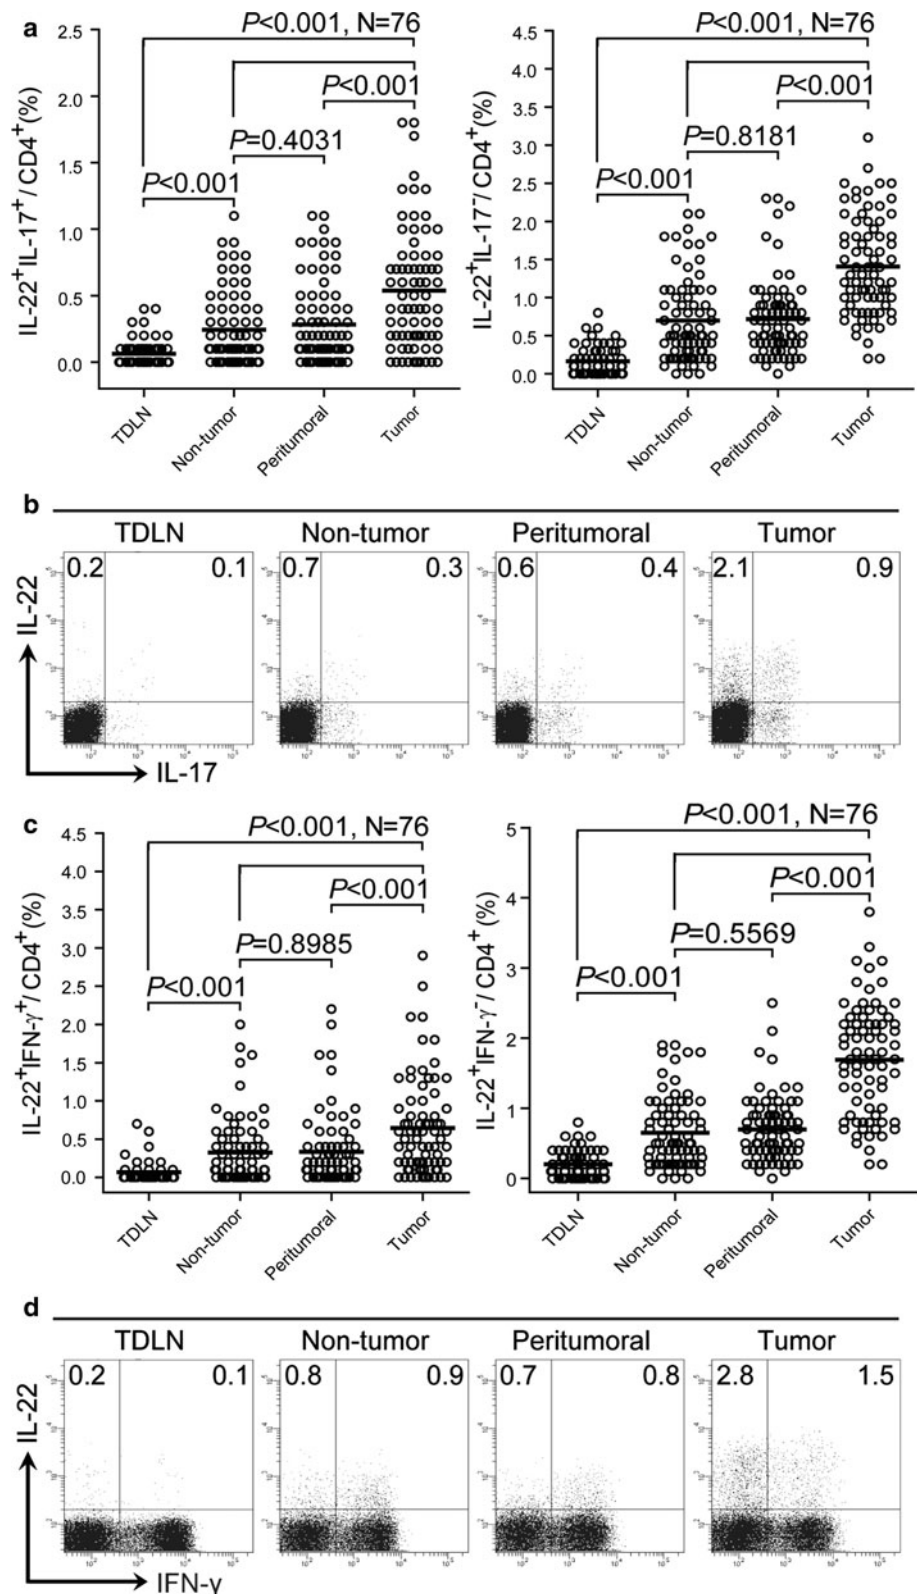 a
P<0.001, N=76
P<0.001
P=0.4031
P<0.001
IL-22+IL-17+/CD4+(%)
2.5
2.0
1.5
1.0
0.5
0.0
TDLN
Non-tumor
Peritumoral
Tumor
P<0.001, N=76
P<0.001
P=0.8181
P<0.001
IL-22+IL-17-/CD4+(%)
4.5
4.0
3.5
3.0
2.5
2.0
1.5
1.0
0.5
0.0
TDLN
Non-tumor
Peritumoral
Tumor
b
TDLN
Non-tumor
Peritumoral
Tumor
0.2 0.1
0.7 0.3
0.6 0.4
2.1 0.9
IL-22
IL-17
c
P<0.001, N=76
P<0.001
P=0.8985
P<0.001
IL-22+IFN-γ+/CD4+(%)
4.5
4.0
3.5
3.0
2.5
2.0
1.5
1.0
0.5
0.0
TDLN
Non-tumor
Peritumoral
Tumor
P<0.001, N=76
P<0.001
P=0.5569
P<0.001
IL-22+IFN-γ-/CD4+(%)
5
4
3
2
1
0
TDLN
Non-tumor
Peritumoral
Tumor
d
TDLN
Non-tumor
Peritumoral
Tumor
0.2 0.1
0.8 0.9
0.7 0.8
2.8 1.5
IL-22
IFN-γ